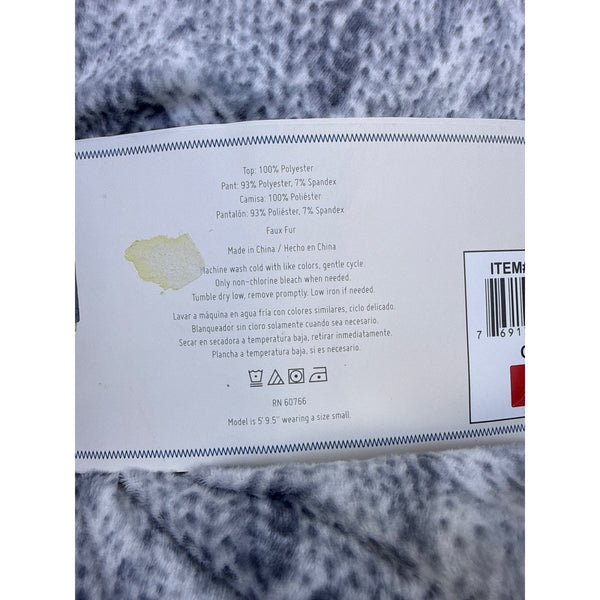 Top: 100% Polyester
Pant: 93% Polyester, 7% Spandex
Camisa: 100% Poliéster
Pantalón: 93% Poliéster, 7% Spandex
Faux Fur
Made in China / Hecho en China
Machine wash cold with like colors, gentle cycle.
Only non-chlorine bleach when needed.
Tumble dry low, remove promptly. Low iron if needed.
Lavar a máquina en agua fría con colores similares, ciclo delicado.
Blanqueador sin cloro solamente cuando sea necesario.
Secar en secadora a temperatura baja, retirar inmediatamente.
Plancha a temperatura baja, si es necesario.
RN 60766
Model is 5' 9.5" wearing a size small.
ITEM#
7 691